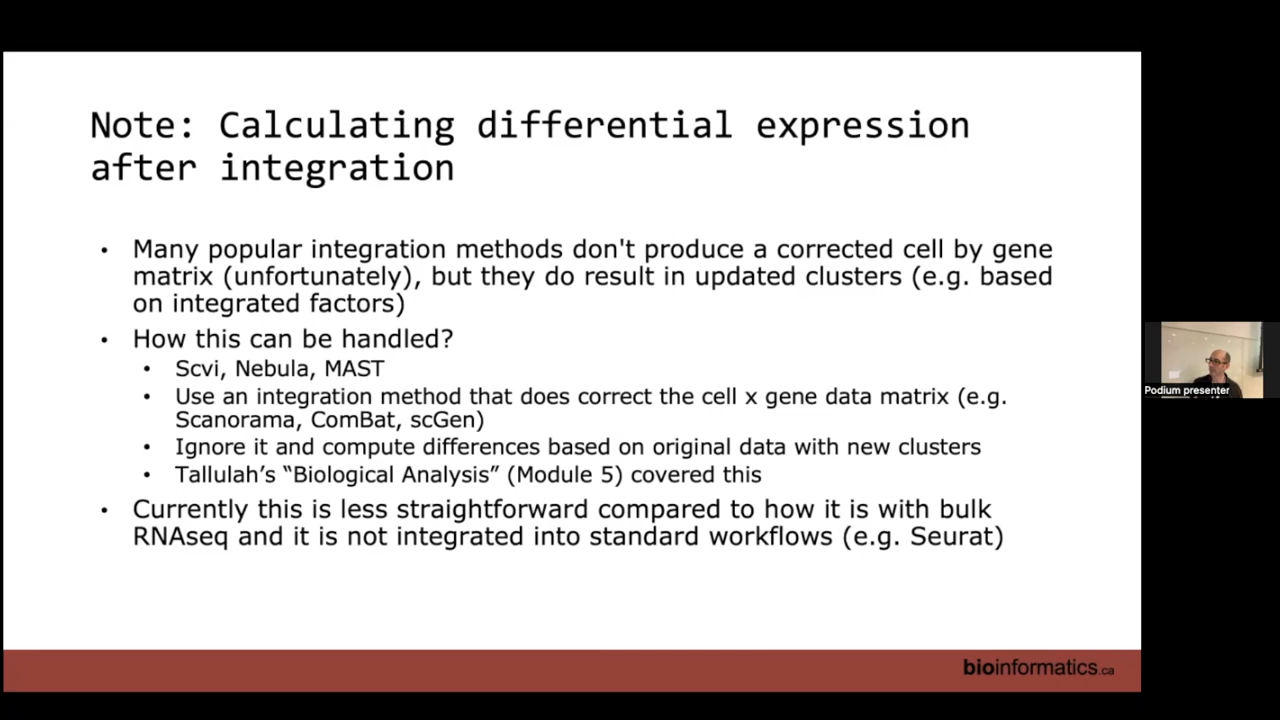 Note: Calculating differential expression
after integration
• Many popular integration methods don't produce a corrected cell by gene
matrix (unfortunately), but they do result in updated clusters (e.g. based
on integrated factors)
• How this can be handled?
• Scvi, Nebula, MAST
• Use an integration method that does correct the cell x gene data matrix (e.g.
Scanorama, ComBat, scGen)
• Ignore it and compute differences based on original data with new clusters
• Tallulah’s “Biological Analysis” (Module 5) covered this
• Currently this is less straightforward compared to how it is with bulk
RNAseq and it is not integrated into standard workflows (e.g. Seurat)
Podium presenter
bioinformatics.ca